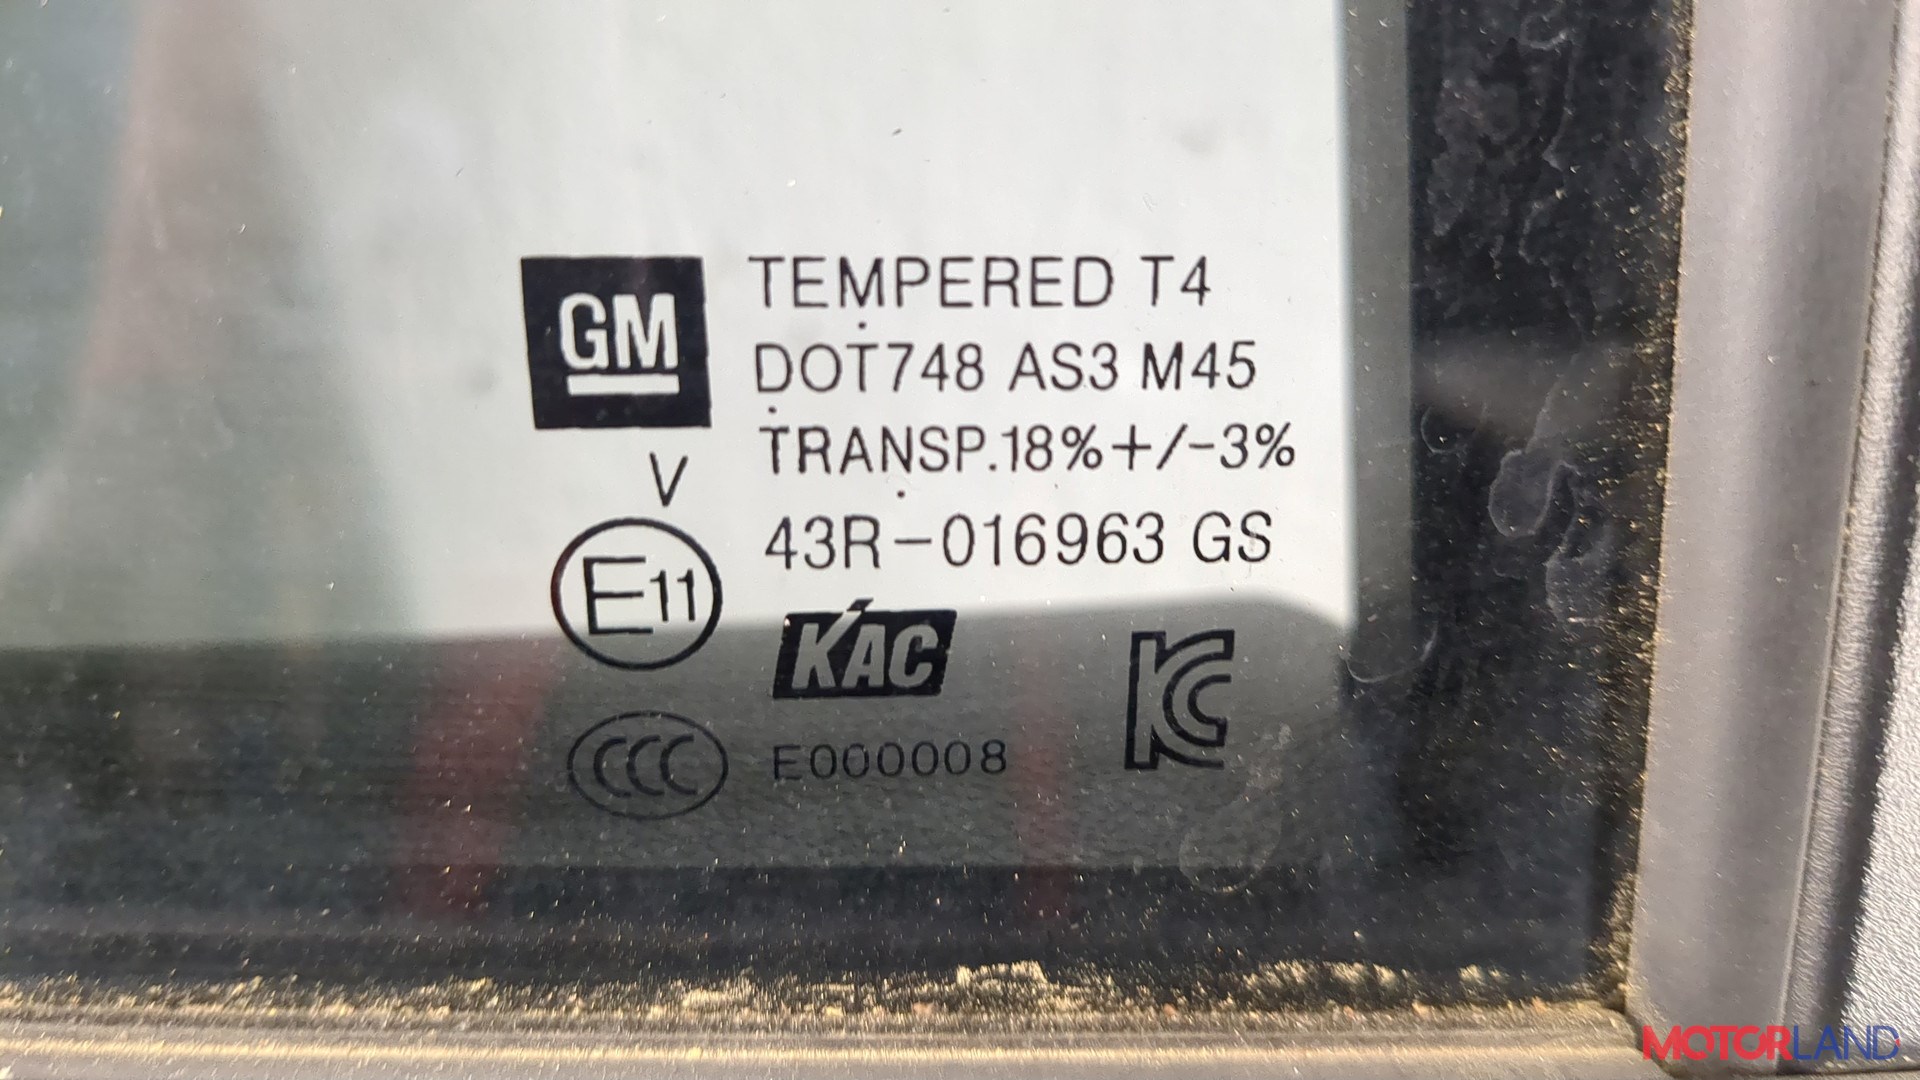 GM
TEMPERED T4
DOT748 AS3 M45
TRANSP.18%+/-3%
V
43R-016963 GS
E11
KAC
KC
CCC
E000008
MOTORLAND